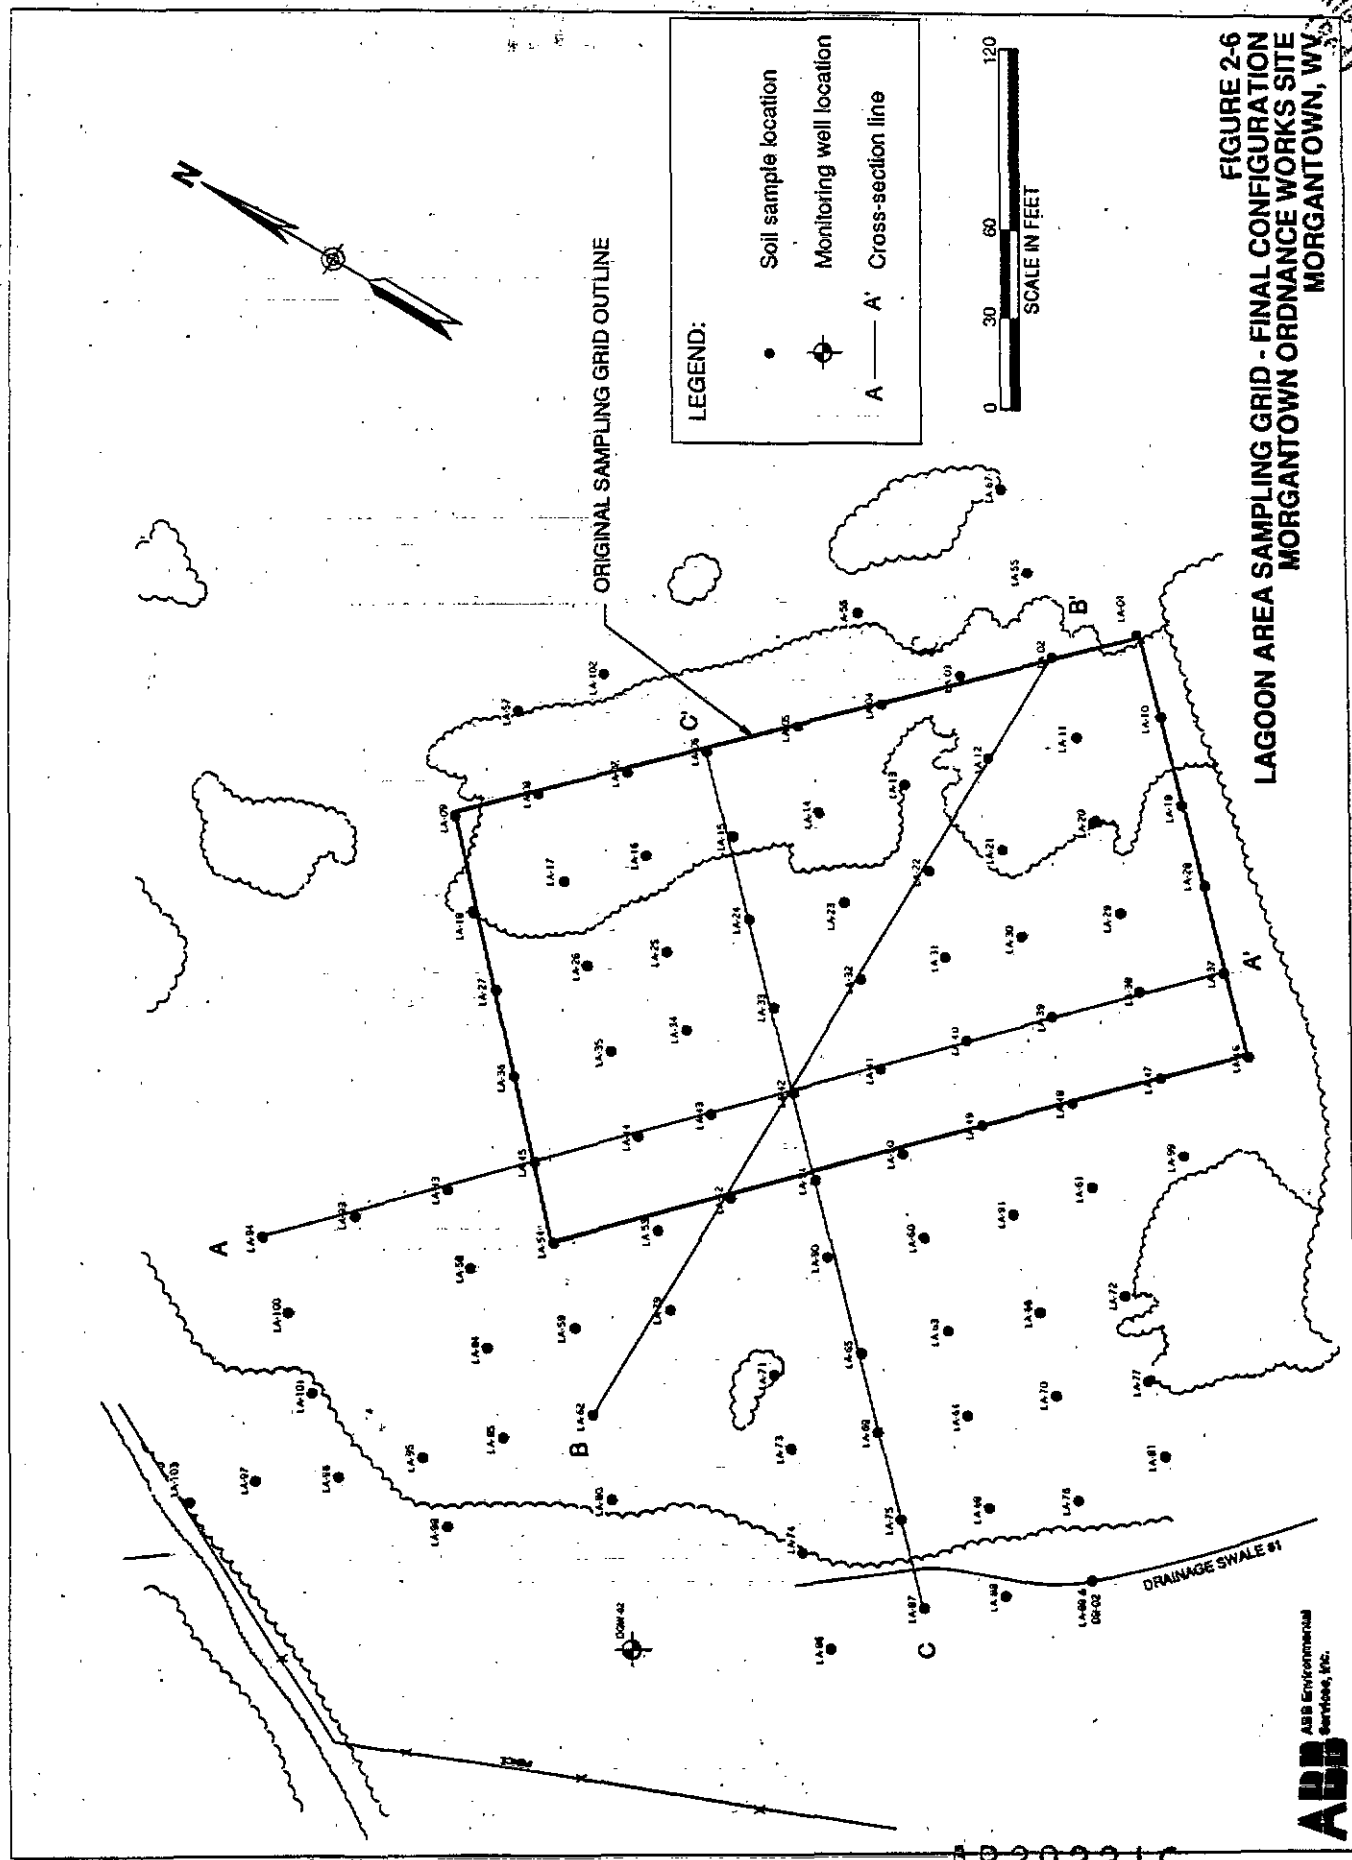 FIGURE 2-6
LAGOON AREA SAMPLING GRID - FINAL CONFIGURATION
MORGANTOWN ORDNANCE WORKS SITE
MORGANTOWN, WV
N
ORIGINAL SAMPLING GRID OUTLINE
LEGEND:
Soil sample location
Monitoring well location
A A' Cross-section line
0 30 60 120
SCALE IN FEET
LA-103
LA-97
LA-101
LA-100
LA-94
A
LA-93
LA-98
LA-95
LA-85
LA-84
LA-58
LA-59
LA-62
B
LA-80
LA-79
LA-53
LA-54
LA-45
LA-36
LA-27
LA-18
LA-09
LA-57
LA-102
LA-17
LA-16
LA-26
LA-25
LA-35
LA-34
LA-43
LA-33
LA-24
LA-15
C'
LA-14
LA-13
LA-12
LA-11
LA-10
LA-23
LA-22
LA-21
LA-20
LA-19
LA-32
LA-31
LA-30
LA-29
LA-28
LA-42
LA-41
LA-40
LA-39
LA-38
LA-37
A'
LA-06
LA-05
LA-04
LA-03
LA-02
B'
LA-01
LA-56
LA-55
LA-67
LA-49
LA-48
LA-47
LA-46
LA-90
LA-60
LA-91
LA-61
LA-99
LA-71
LA-65
LA-63
LA-66
LA-72
LA-73
LA-64
LA-70
LA-77
LA-74
LA-75
LA-76
LA-81
LA-96
LA-87
C
LA-88
DRAINAGE SWALE #1
ABB
ABB Environmental
Services, Inc.